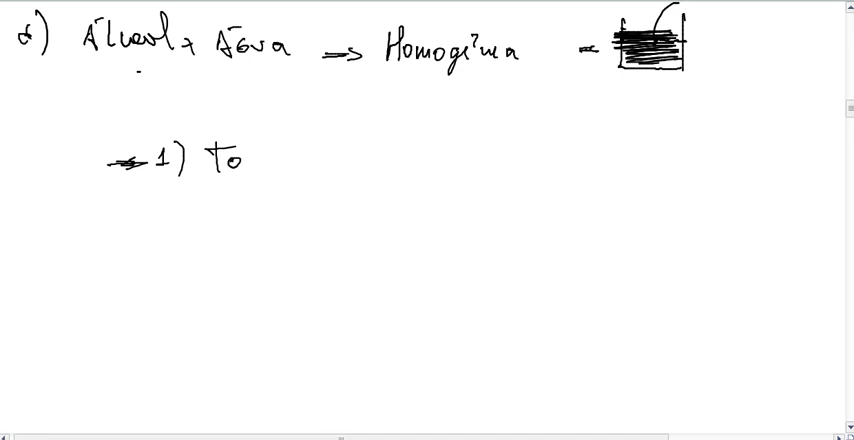 d) Álcool + Água => Homogênea =
→ 1) To